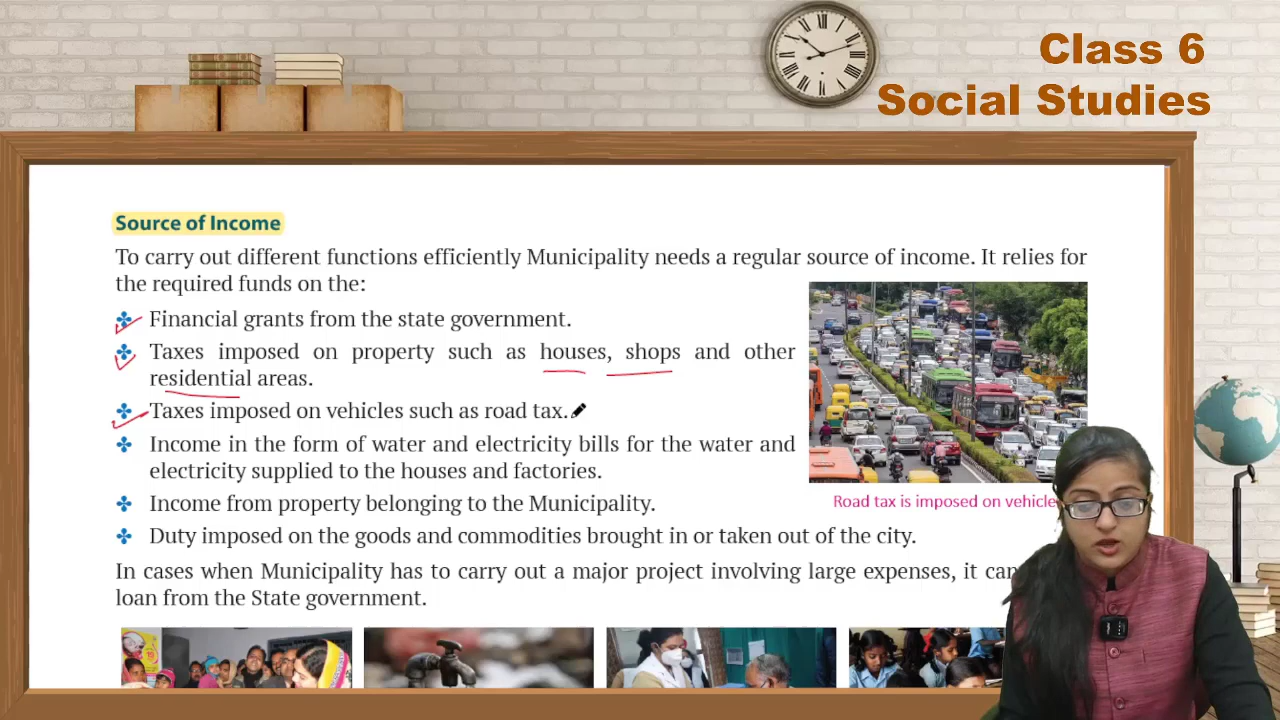 Class 6
Social Studies
Source of Income
To carry out different functions efficiently Municipality needs a regular source of income. It relies for
the required funds on the:
Financial grants from the state government.
Taxes imposed on property such as houses, shops and other
residential areas.
Taxes imposed on vehicles such as road tax.
Income in the form of water and electricity bills for the water and
electricity supplied to the houses and factories.
Income from property belonging to the Municipality.
Road tax is imposed on vehicle
Duty imposed on the goods and commodities brought in or taken out of the city.
In cases when Municipality has to carry out a major project involving large expenses, it can
loan from the State government.